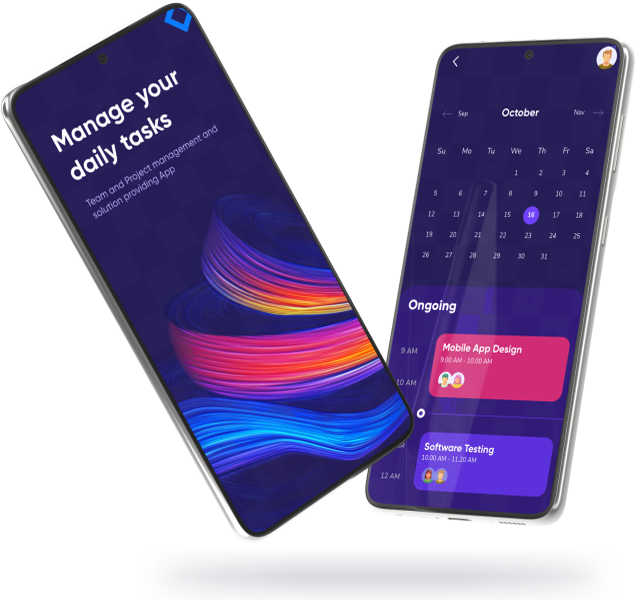 Manage your
daily tasks
Team and Project management and
solution providing App
Sep October Nov
Su Mo Tu We Th Fr Sa
1 2 3 4
5 6 7 8 9 10 11
12 13 14 15 16 17 18
19 20 21 22 23 24 25
26 27 28 29 30 31
Ongoing
9 AM
Mobile App Design
9:00 AM - 10:00 AM
10 AM
Software Testing
10.00 AM - 11.20 AM
12 AM